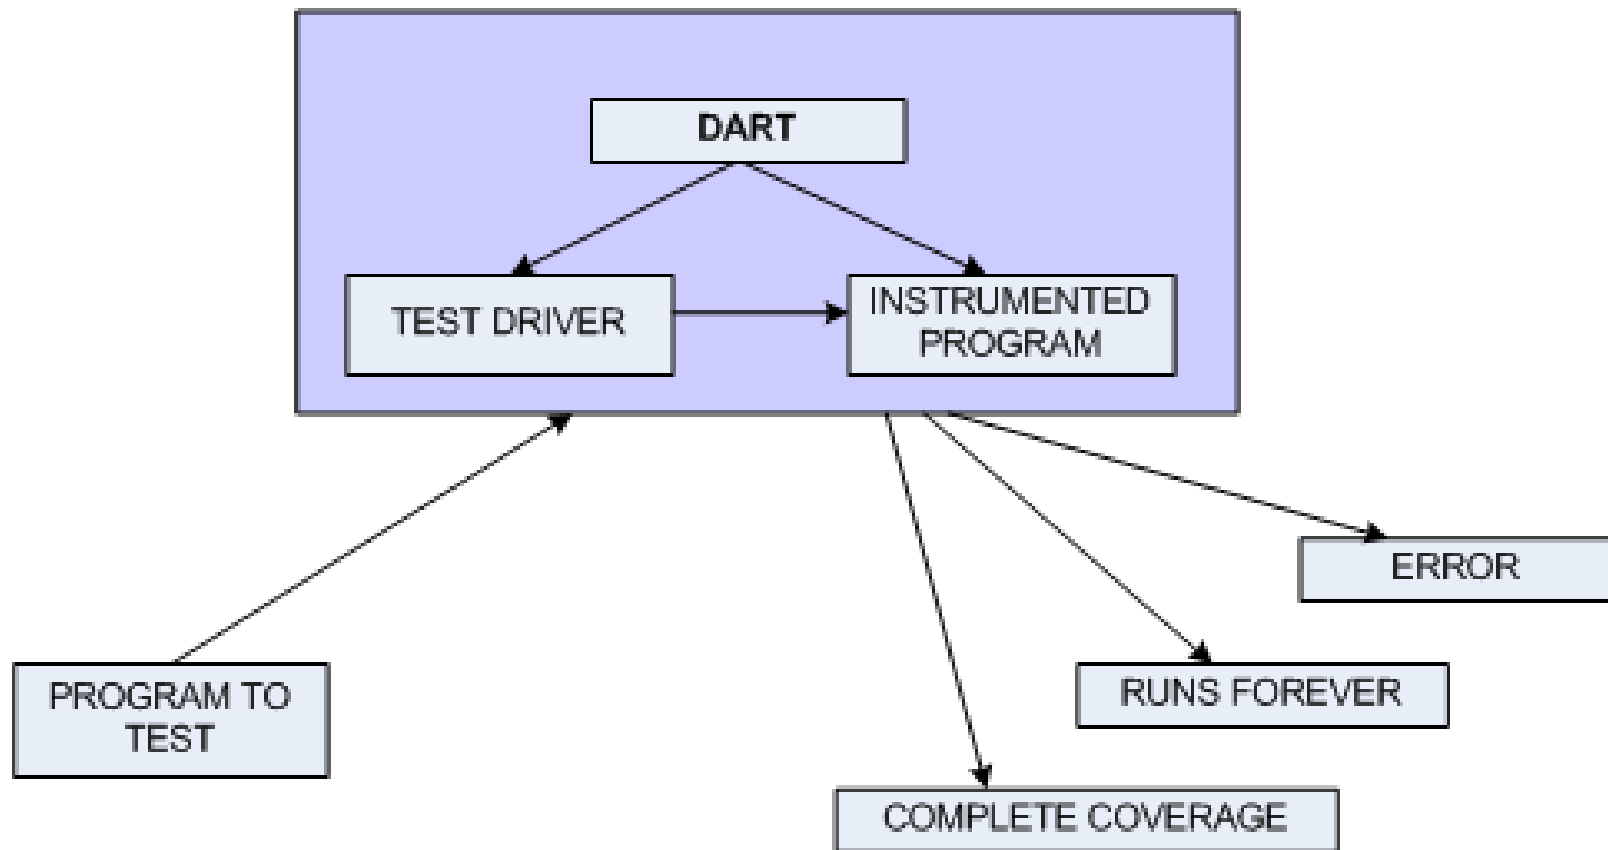 DART
TEST DRIVER
INSTRUMENTED
PROGRAM
ERROR
PROGRAM TO
TEST
RUNS FOREVER
COMPLETE COVERAGE